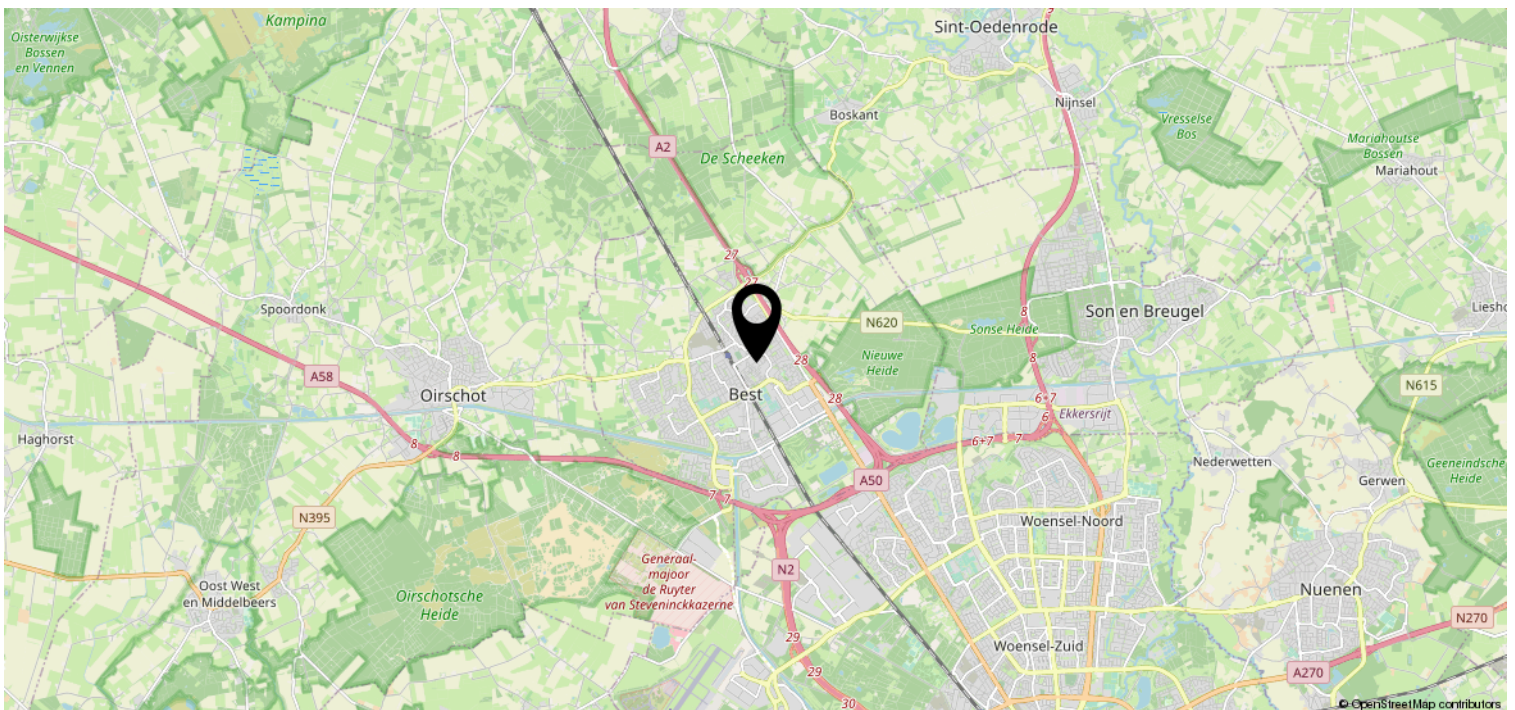 Kampina
Sint-Oedenrode
Oisterwijkse
Bossen
en Vennen
9
Nijnsel
Boskant
Vresselse
Bos
A2
De Scheeken
Mariahoutse
Bossen
Mariahout
27
27
Spoordonk
N620
Son en Breugel
8
Sonse Heide
Nieuwe
Heide
28
8
A58
Oirschot
Best
28
6+7
6
Ekkersrijt
N615
Haghorst
8
8
6+7
7
Nederwetten
Geeneindsche
Heide
Gerwen
A50
7
7
N395
Woensel-Noord
Generaal-
majoor
de Ruyter
van Steveninckkazerne
N2
Oost West
en Middelbeers
Oirschotsche
Heide
Nuenen
N270
29
Woensel-Zuid
29
A270
30
© OpenStreetMap contributors